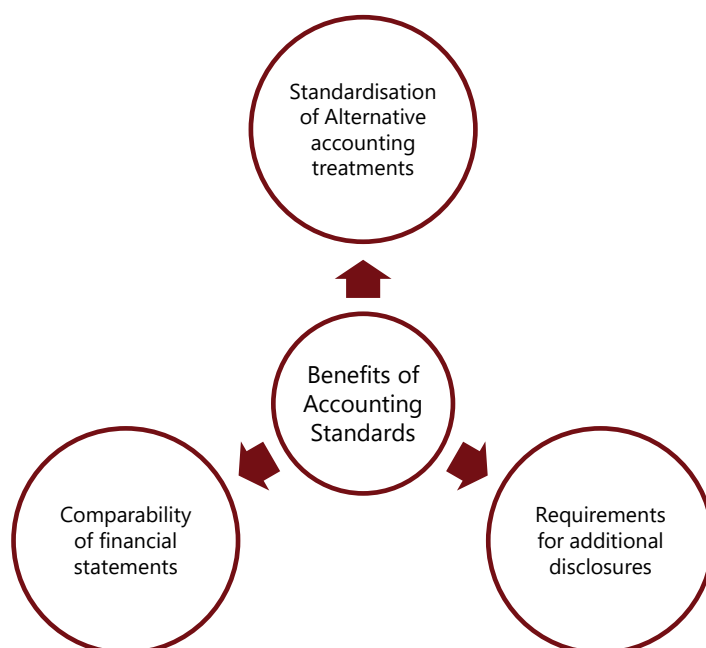 Standardisation
of Alternative
accounting
treatments
Benefits of
Accounting
Standards
Comparability
of financial
statements
Requirements
for additional
disclosures